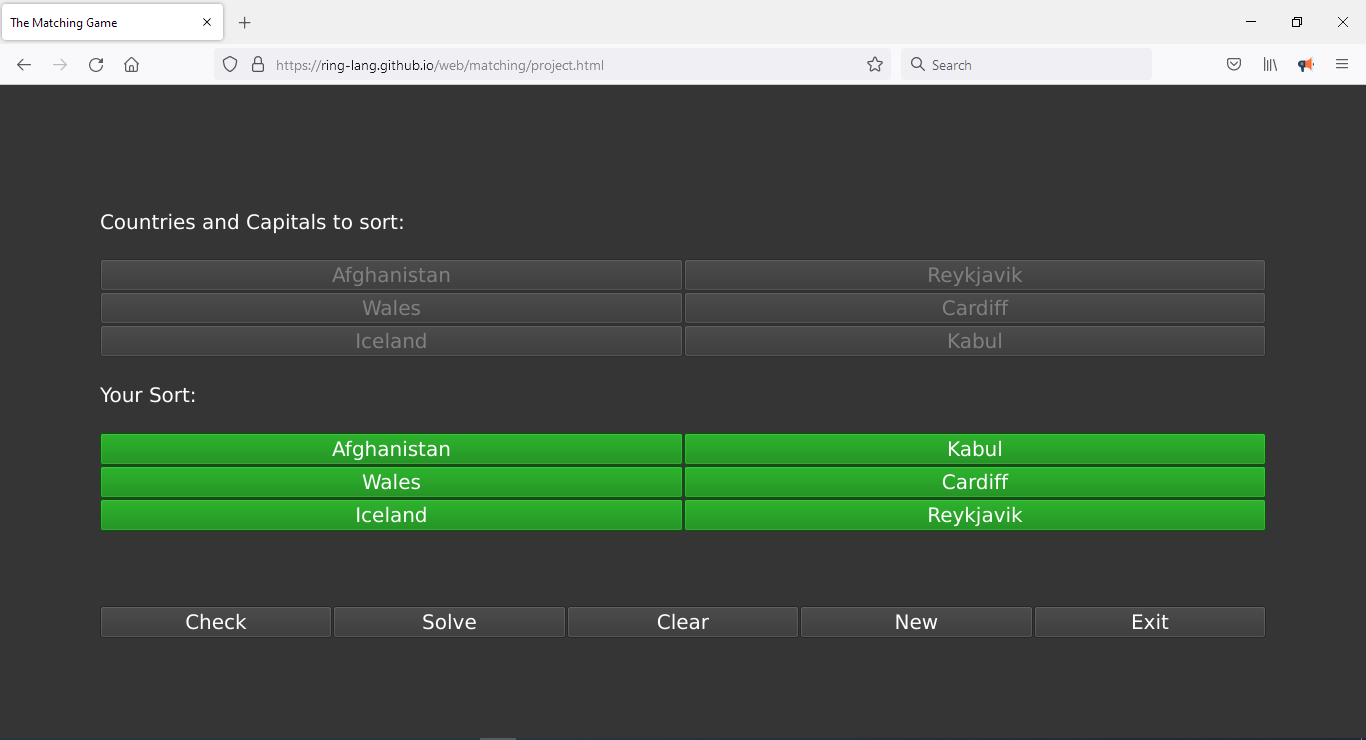 The Matching Game
https://ring-lang.github.io/web/matching/project.html Search
Countries and Capitals to sort:
Afghanistan Reykjavik
Wales Cardiff
Iceland Kabul
Your Sort:
Afghanistan Kabul
Wales Cardiff
Iceland Reykjavik
Check Solve Clear New Exit